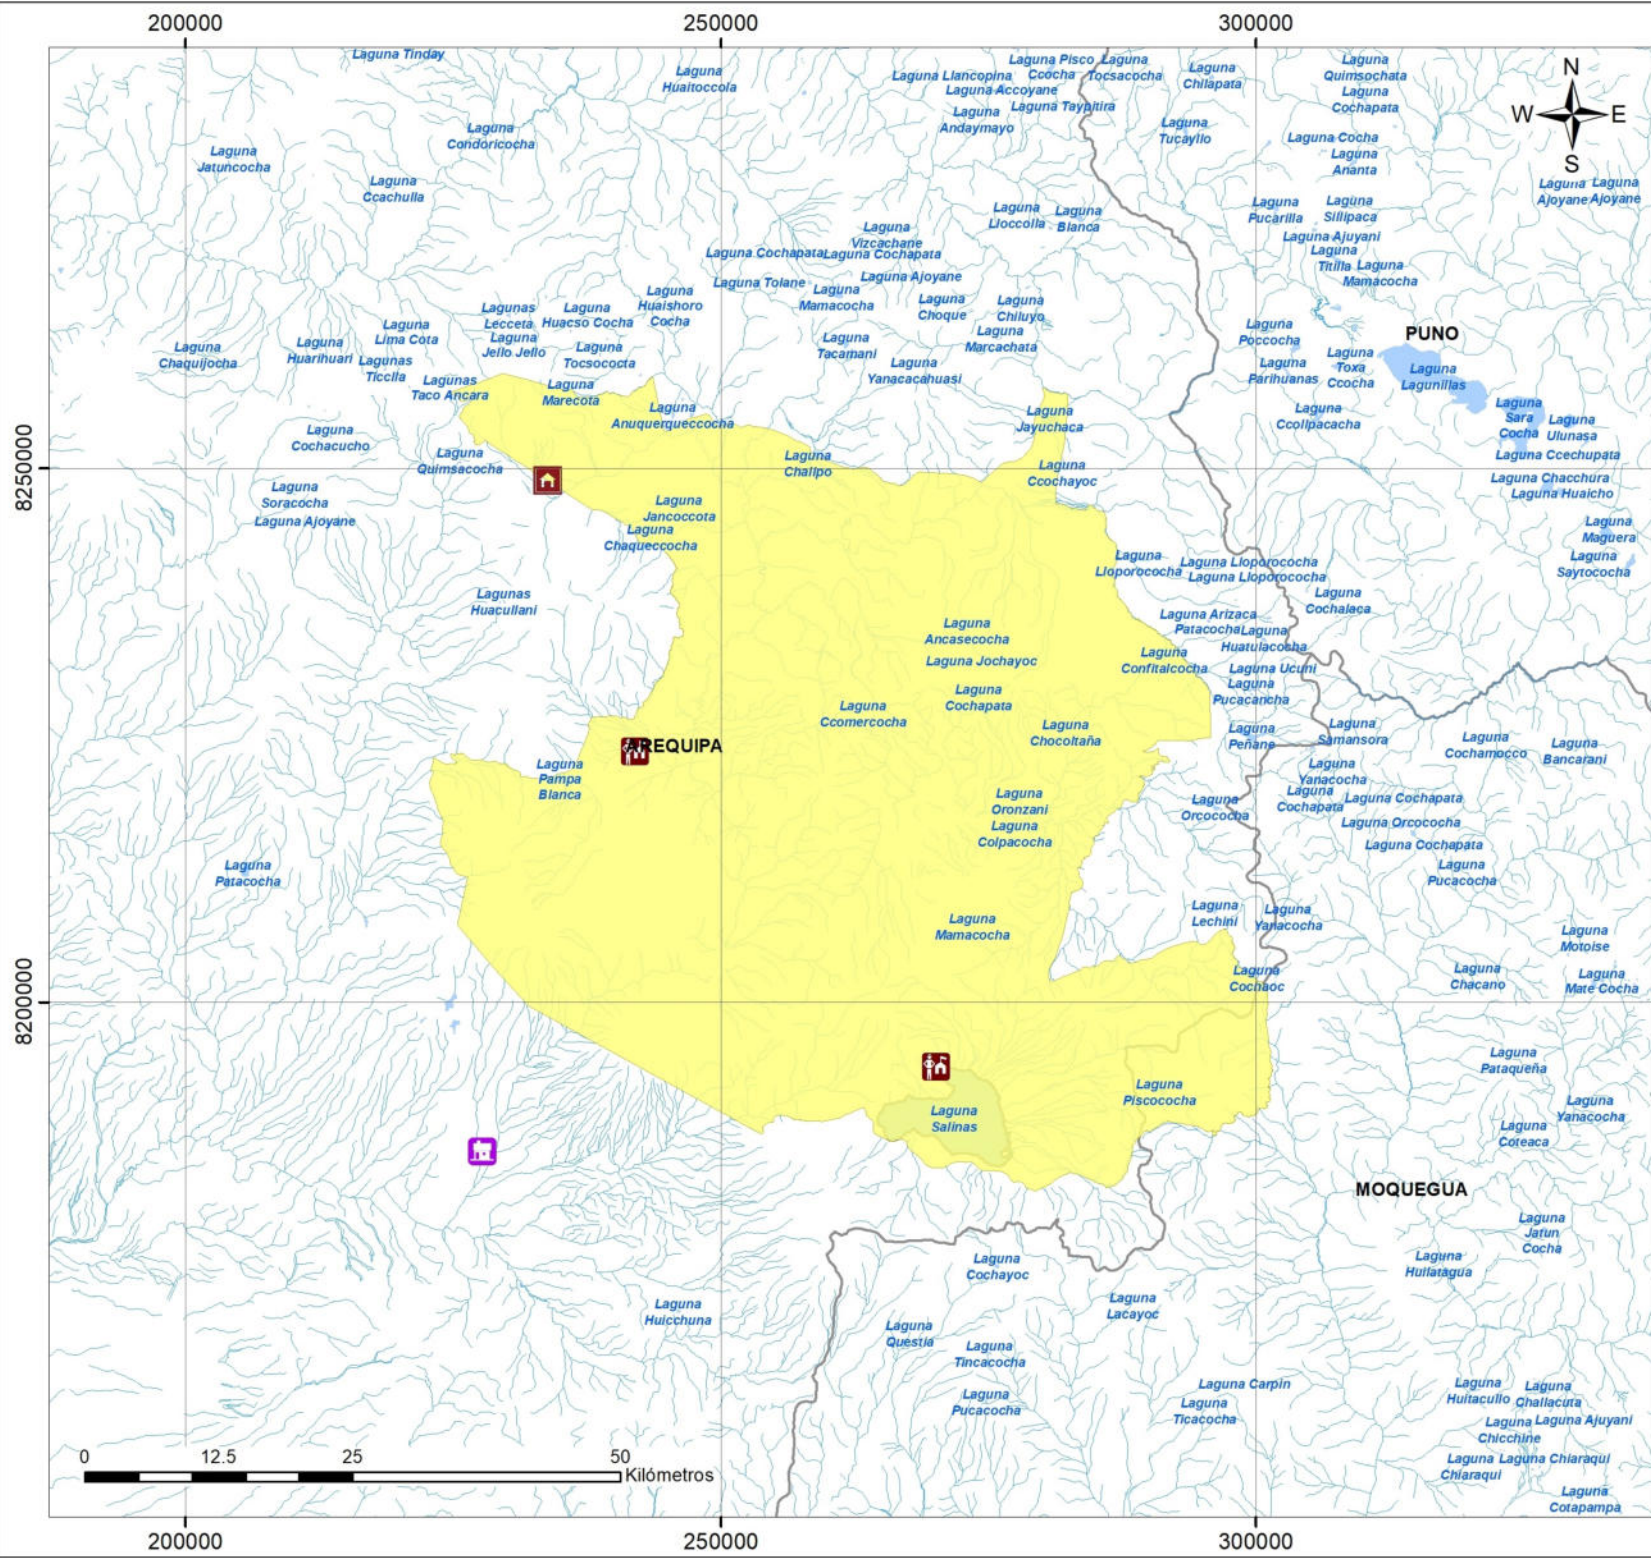 200000
250000
300000
Laguna Tinday
Laguna
Huaitoccola
Laguna Pisco
Ccocha
Laguna
Tocsacocha
Laguna Llancopina
Laguna Accoyane
Laguna Taypitira
Laguna
Andaymayo
Laguna
Chilapata
Laguna
Quimsochata
Laguna
Cochapata
N
W
E
S
Laguna
Tucayllo
Laguna Cocha
Laguna
Ananta
Laguna
Condoricocha
Laguna
Jatuncocha
Laguna
Ccachulla
Laguna
Ajoyane
Laguna
Ajoyane
Laguna
Pucarilla
Laguna
Sillipaca
Laguna
Lloccolla
Laguna
Blanca
Laguna
Vizcachane
Laguna Cochapata
Laguna Cochapata
Laguna Ajuyani
Laguna
Titilla
Laguna
Mamacocha
Laguna Tolane
Laguna Ajoyane
Laguna
Mamacocha
Laguna
Choque
Laguna
Chiluyo
Laguna
Huaishoro
Cocha
Lagunas
Lecceta
Laguna
Huacso Cocha
Laguna
Lima Cota
Laguna
Jello Jello
Laguna
Tocsococta
Laguna
Huarihuari
Laguna
Chaquijocha
Lagunas
Ticclla
Laguna
Tacamani
Laguna
Marcachata
Laguna
Yanacacahuasi
Laguna
Poccocha
PUNO
Laguna
Parihuanas
Laguna
Toxa
Ccocha
Laguna
Lagunillas
Lagunas
Taco Ancara
Laguna
Marecota
Laguna
Anuquerqueccocha
Laguna
Jayuchaca
Laguna
Ccollpacacha
Laguna
Sara
Cocha
Laguna
Ulunasa
Laguna
Cochacucho
Laguna
Quimsacocha
Laguna
Challpo
Laguna
Ccochayoc
Laguna Ccechupata
8250000
Laguna Chacchura
Laguna Huaicho
Laguna
Soracocha
Laguna Ajoyane
Laguna
Jancoccota
Laguna
Chaqueccocha
Laguna
Maguera
Laguna
Saytococha
Laguna
Lloporococha
Laguna Lloporococha
Laguna Lloporococha
Lagunas
Huacullani
Laguna
Cochalaca
Laguna Arizaca
Patacocha
Laguna
Huatulacocha
Laguna
Ancasecocha
Laguna Jochayoc
Laguna
Confitalcocha
Laguna Ucuni
Laguna
Pucacancha
Laguna
Cochapata
Laguna
Ccomercocha
Laguna
Chocoltaña
Laguna
Peñane
Laguna
Samansora
Laguna
Cochamocco
Laguna
Bancarani
AREQUIPA
Laguna
Pampa
Blanca
Laguna
Yanacocha
Laguna
Cochapata
Laguna Cochapata
Laguna
Oronzani
Laguna
Orcococha
Laguna Orcococha
Laguna
Colpacocha
Laguna Cochapata
Laguna
Patacocha
Laguna
Pucacocha
Laguna
Mamacocha
Laguna
Lechini
Laguna
Yanacocha
Laguna
Motoise
Laguna
Cochaoc
Laguna
Chacano
Laguna
Mate Cocha
8200000
Laguna
Pataqueña
Laguna
Salinas
Laguna
Piscococha
Laguna
Yanacocha
Laguna
Coteaca
MOQUEGUA
Laguna
Jatun
Cocha
Laguna
Cochayoc
Laguna
Huilatagua
Laguna
Huicchuna
Laguna
Lacayoc
Laguna
Questia
Laguna
Tincacocha
Laguna
Pucacocha
Laguna Carpin
Laguna
Ticacocha
Laguna
Huitacullo
Laguna
Challacuta
Laguna
Chicchine
Laguna Ajuyani
Laguna
Chiaraqui
Laguna Chiaraqui
Laguna
Cotapampa
0
12.5
25
50
Kilómetros
200000
250000
300000